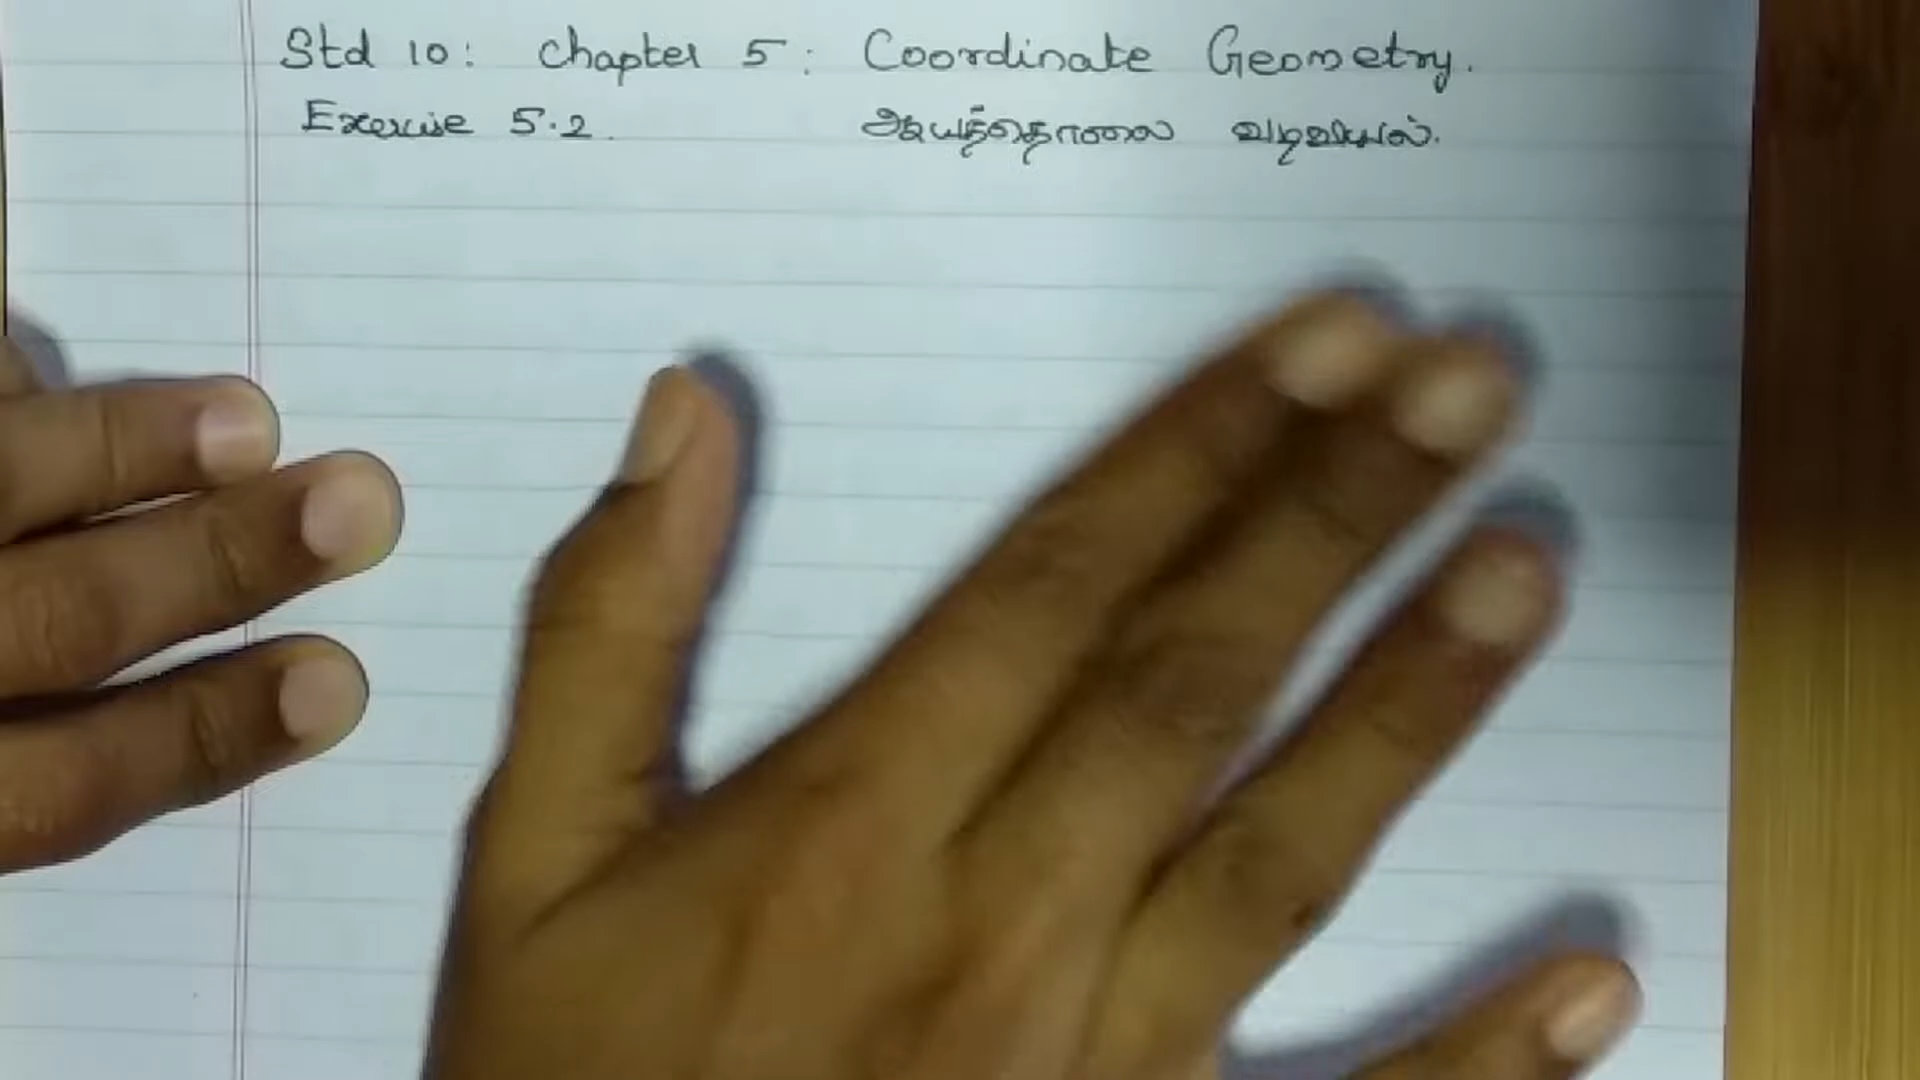 Std 10: Chapter 5: Coordinate Geometry.
Exercise 5.2. ஆயத்தொலை வடிவியல்.